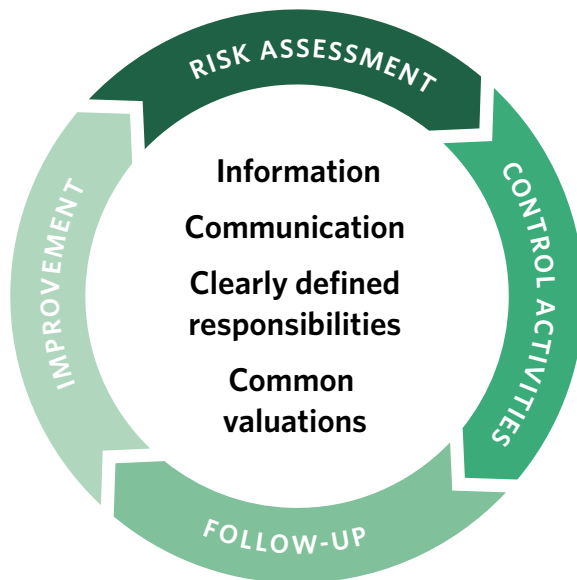 RISK ASSESSMENT
Information
Communication
Clearly defined
responsibilities
Common
valuations
CONTROL ACTIVITIES
FOLLOW-UP
IMPROVEMENT